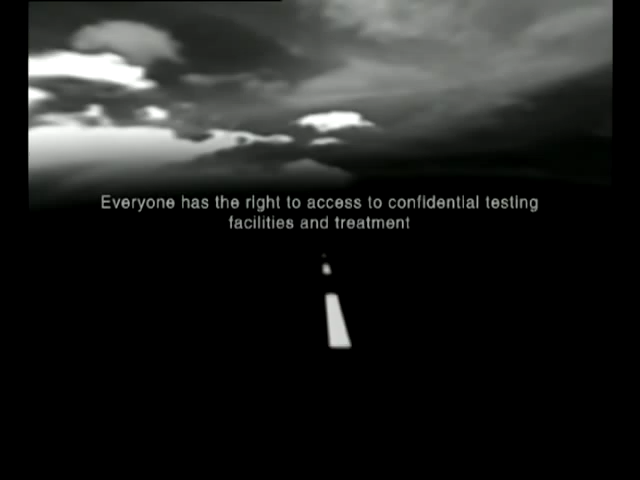 Everyone has the right to access to confidential testing
facilities and treatment